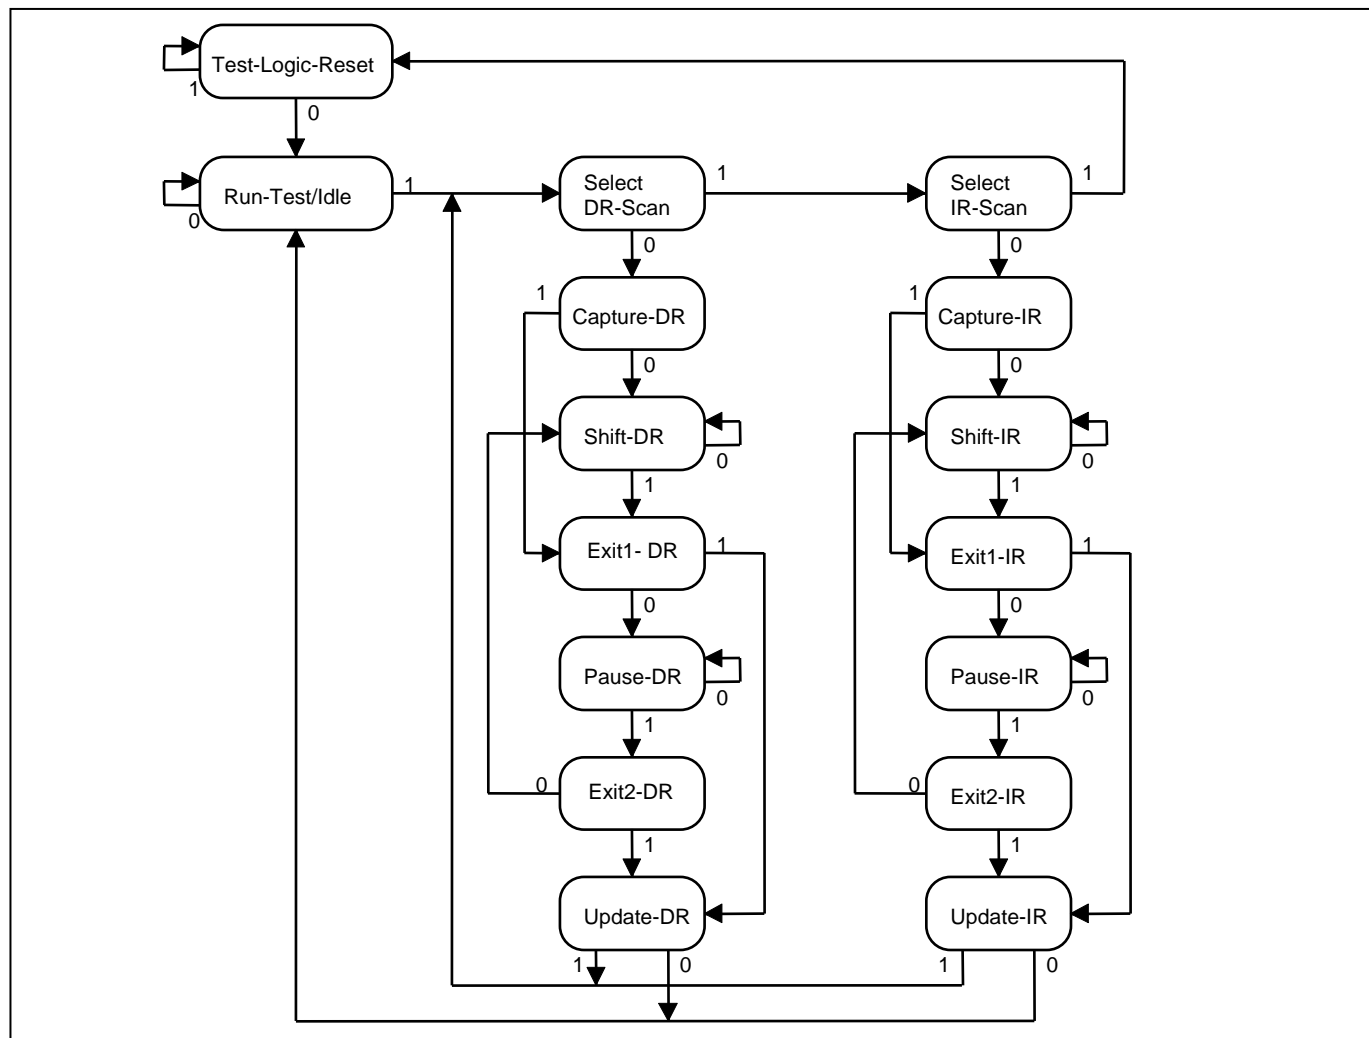 Test-Logic-Reset
1
0
Run-Test/Idle
0
1
Select
DR-Scan
1
Select
IR-Scan
1
0
0
1
Capture-DR
1
Capture-IR
0
0
Shift-DR
0
Shift-IR
0
1
1
Exit1- DR
1
Exit1-IR
1
0
0
Pause-DR
0
Pause-IR
0
1
1
0
Exit2-DR
0
Exit2-IR
1
1
Update-DR
Update-IR
1
0
1
0